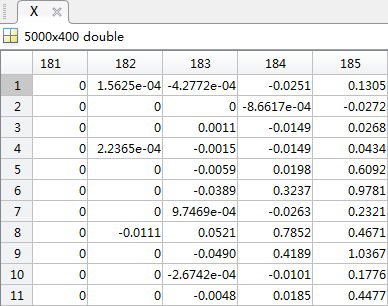 X
5000x400 double
181 182 183 184 185
1 0 1.5625e-04 -4.2772e-04 -0.0251 0.1305
2 0 0 0 -8.6617e-04 -0.0272
3 0 0 0.0011 -0.0149 0.0268
4 0 2.2365e-04 -0.0015 -0.0149 0.0434
5 0 0 -0.0059 0.0198 0.6092
6 0 0 -0.0389 0.3237 0.9781
7 0 0 9.7469e-04 -0.0263 0.2321
8 0 -0.0111 0.0521 0.7852 0.4671
9 0 0 -0.0490 0.4189 1.0367
10 0 0 -2.6742e-04 -0.0101 0.1776
11 0 0 -0.0048 0.0185 0.4477